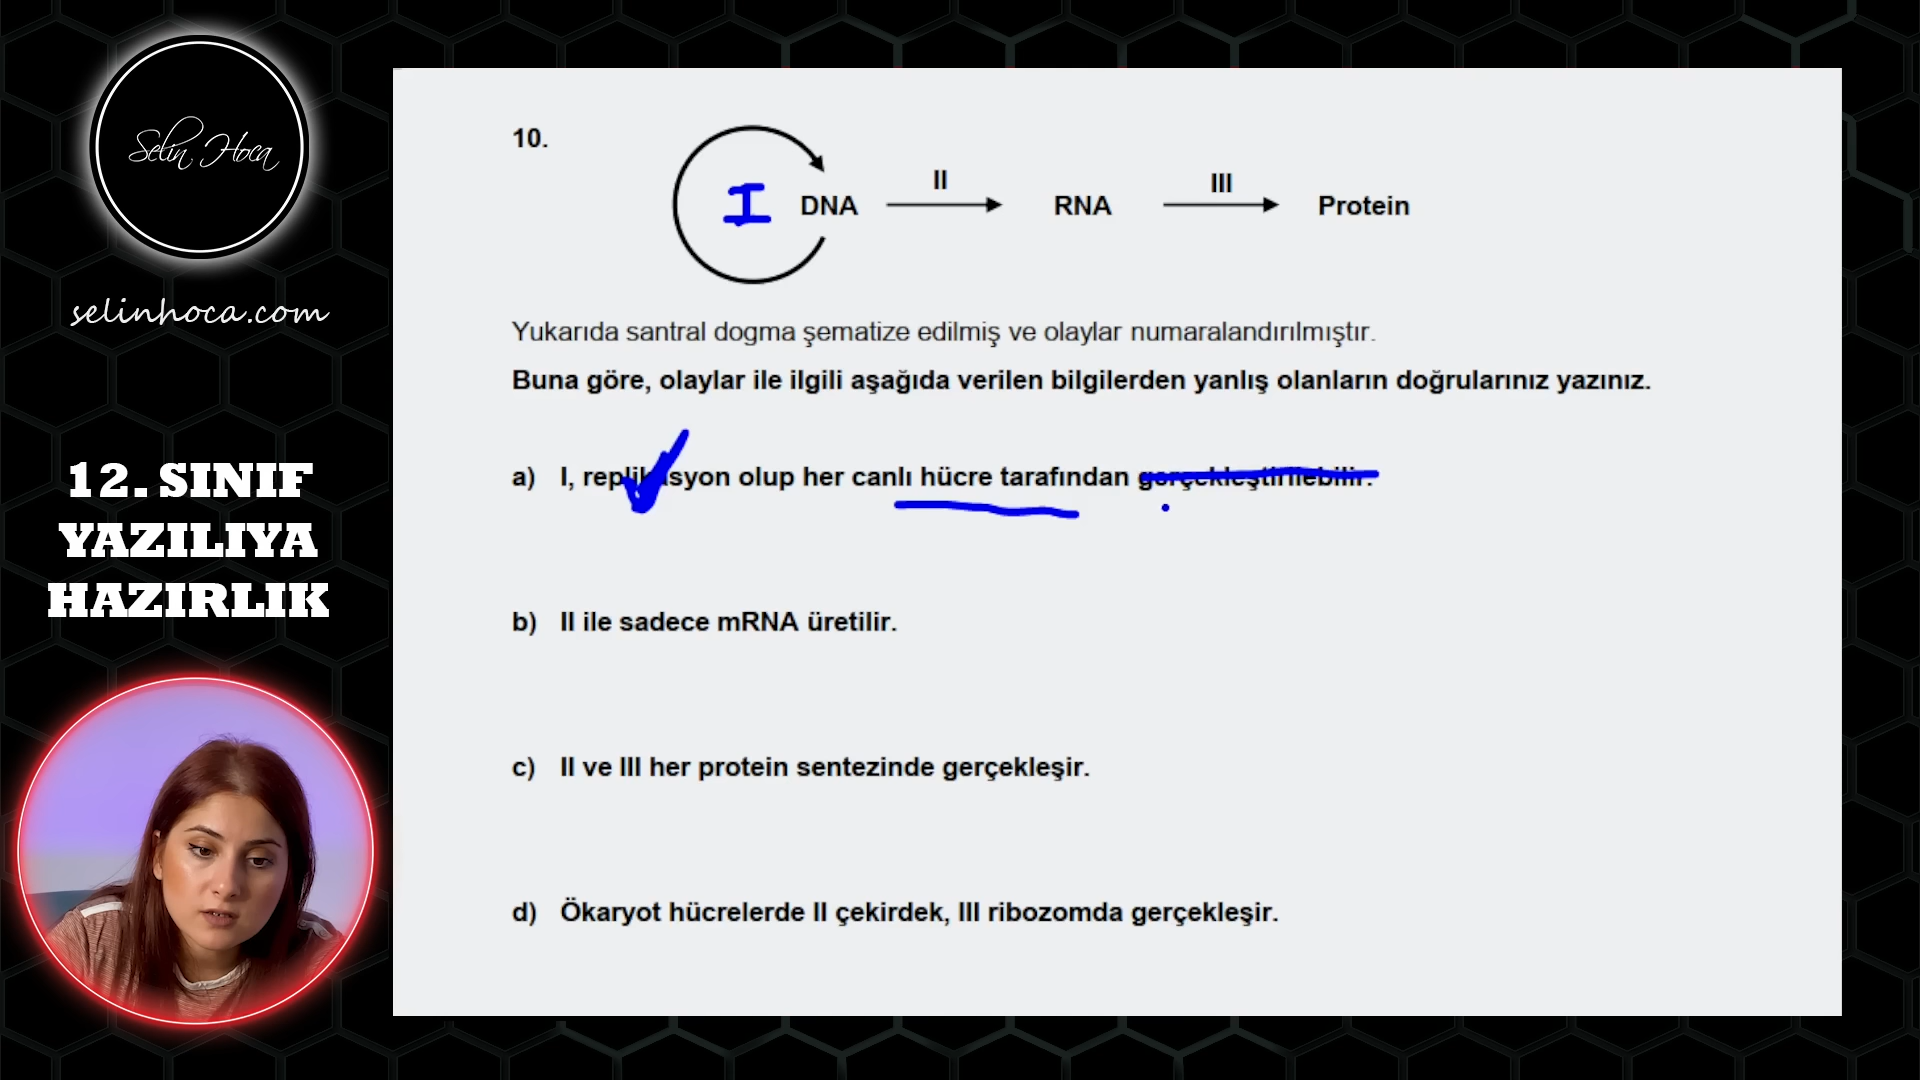 Selin Hoca
selinhoca.com
12. SINIF
YAZILIYA
HAZIRLIK
10.
I DNA II RNA III Protein
Yukarıda santral dogma şematize edilmiş ve olaylar numaralandırılmıştır.
Buna göre, olaylar ile ilgili aşağıda verilen bilgilerden yanlış olanların doğrularınız yazınız.
a) I, replikasyon olup her canlı hücre tarafından gerçekleştirilebilir.
b) II ile sadece mRNA üretilir.
c) II ve III her protein sentezinde gerçekleşir.
d) Ökaryot hücrelerde II çekirdek, III ribozomda gerçekleşir.